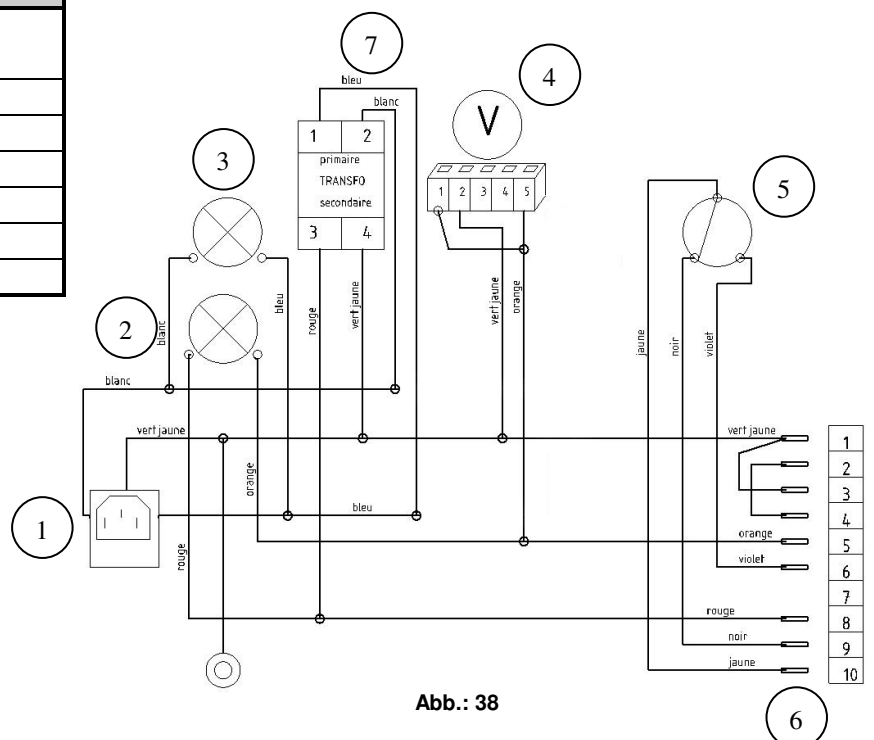 7
4
bleu
blanc
V
1 2
primaire
TRANSFO
secondaire
3 4
3
1 2 3 4 5
5
2
blanc
bleu
rouge
vert jaune
vert jaune
orange
jaune
noir
violet
blanc
vert jaune
vert jaune
1
2
3
4
5
6
7
8
9
10
orange
bleu
orange
violet
1
rouge
rouge
noir
jaune
Abb.: 38
6